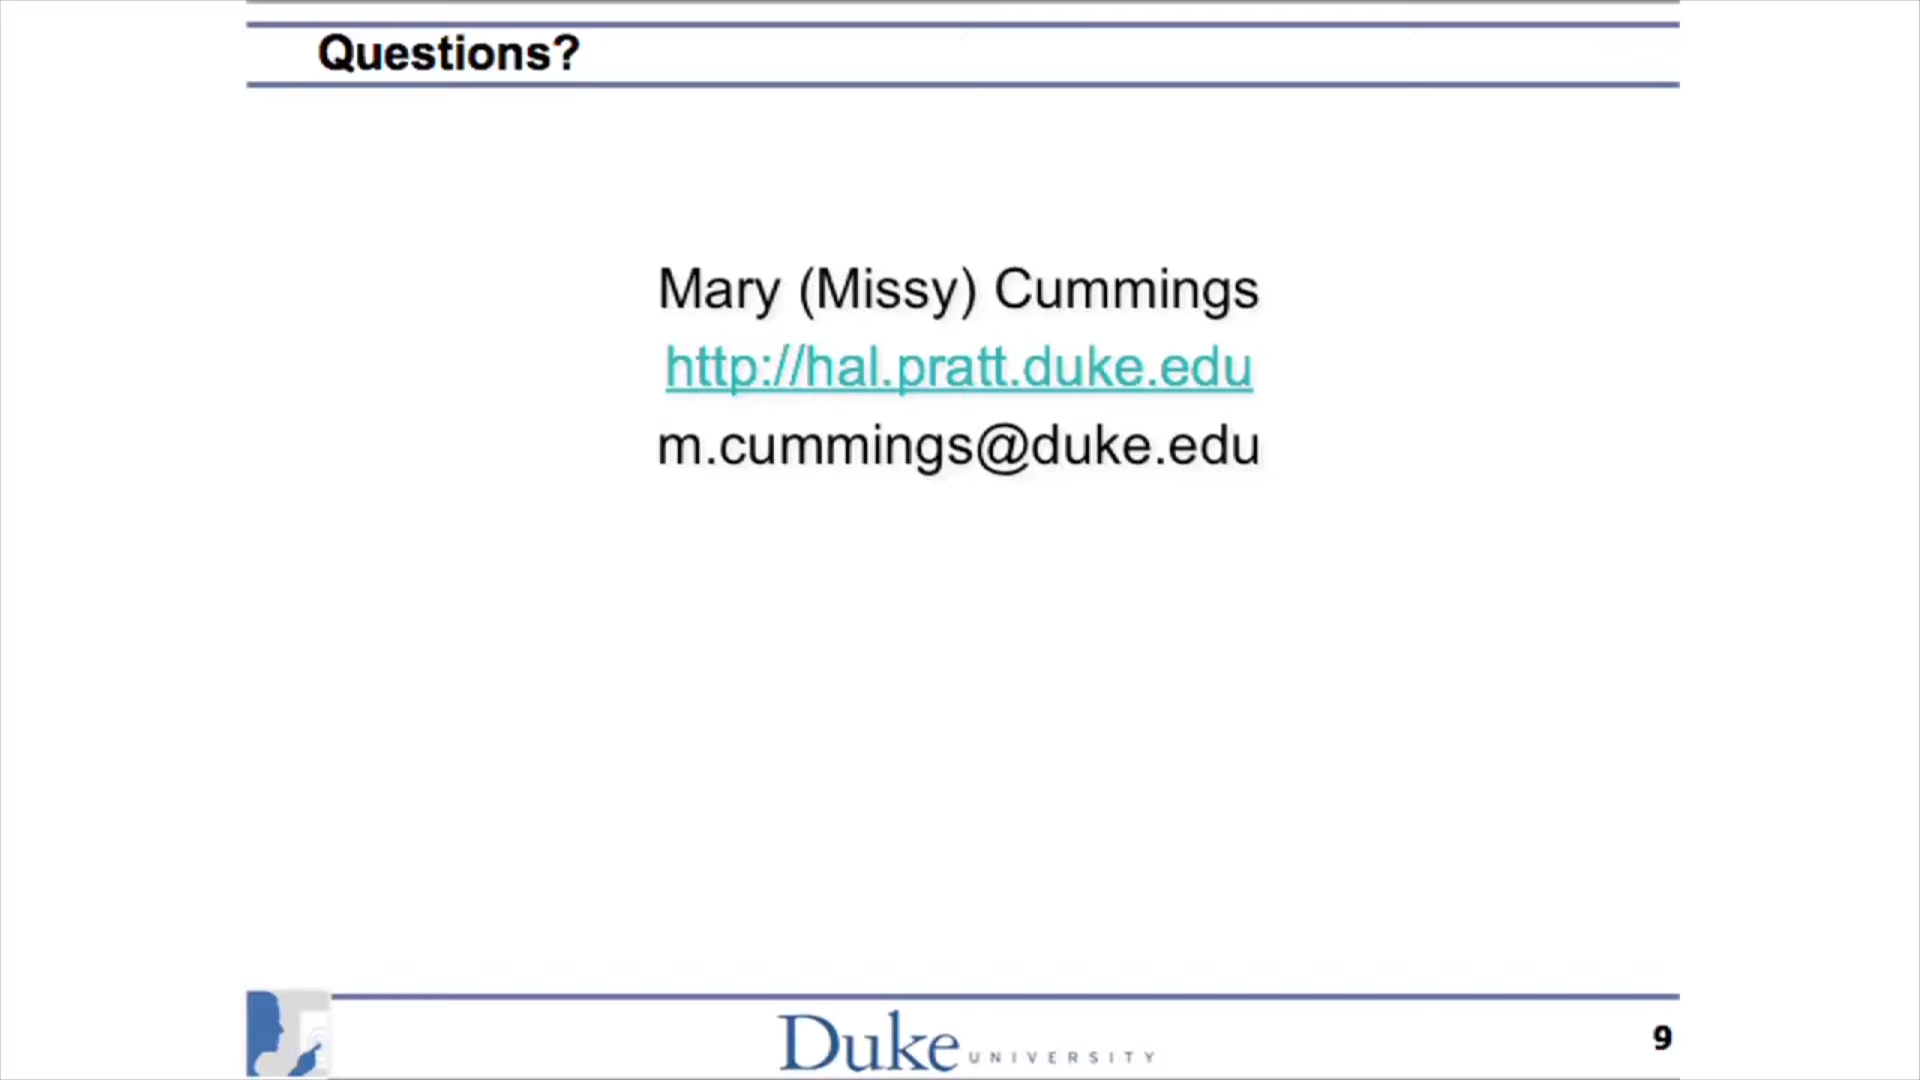 Questions?
Mary (Missy) Cummings
http://hal.pratt.duke.edu
m.cummings@duke.edu
Duke UNIVERSITY
9